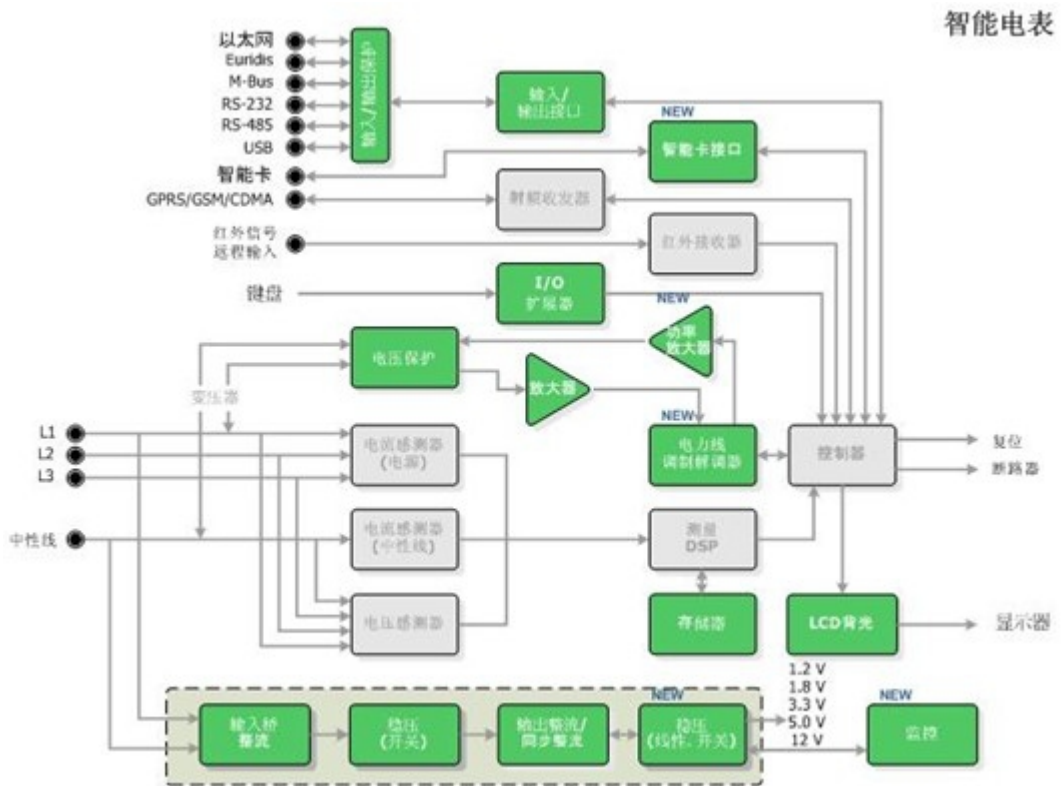 智能电表
以太网
Euridis
M-Bus
RS-232
RS-485
USB
智能卡
GPRS/GSM/CDMA
红外信号
远程输入
键盘
输入/输出保护
输入/
输出接口
NEW
智能卡接口
射频收发器
红外接收器
I/O
扩展器
NEW
功率
放大器
电压保护
放大器
变压器
NEW
L1
L2
L3
中性线
电流感测器
(电源)
电力线
调制解调器
控制器
复位
断路器
电流感测器
(中性线)
测量
DSP
电压感测器
存储器
LCD背光
显示器
1.2 V
1.8 V
3.3 V
5.0 V
12 V
NEW
NEW
输入桥
整流
稳压
(开关)
输出整流/
同步整流
稳压
(线性, 开关)
监控